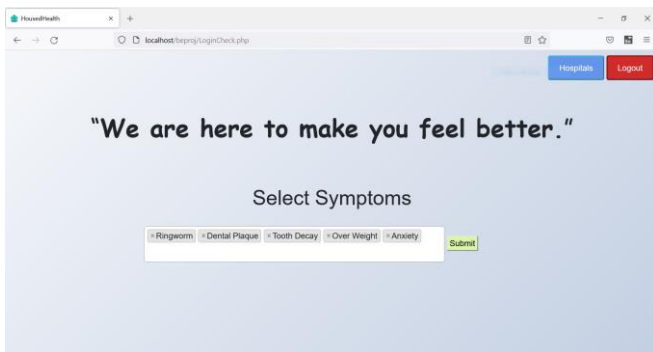 HousedHealth
localhost/beproj/LoginCheck.php
Hospitals
Logout
“We are here to make you feel better.”
Select Symptoms
×Ringworm ×Dental Plaque ×Tooth Decay ×Over Weight ×Anxiety
Submit